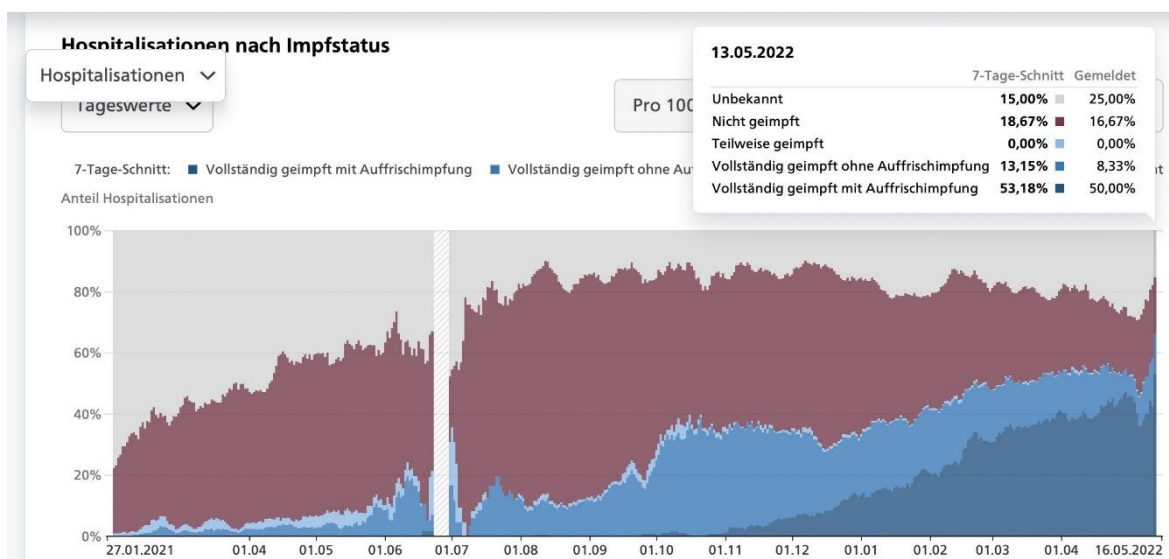 Hospitalisationen nach Impfstatus
Hospitalisationen
Tageswerte
Pro 100
13.05.2022
7-Tage-Schnitt Gemeldet
Unbekannt 15,00% 25,00%
Nicht geimpft 18,67% 16,67%
Teilweise geimpft 0,00% 0,00%
Vollständig geimpft ohne Auffrischimpfung 13,15% 8,33%
Vollständig geimpft mit Auffrischimpfung 53,18% 50,00%
7-Tage-Schnitt: Vollständig geimpft mit Auffrischimpfung Vollständig geimpft ohne Au
Anteil Hospitalisationen
100%
80%
60%
40%
20%
0%
27.01.2021 01.04 01.05 01.06 01.07 01.08 01.09 01.10 01.11 01.12 01.01 01.02 01.03 01.04 16.05.2022